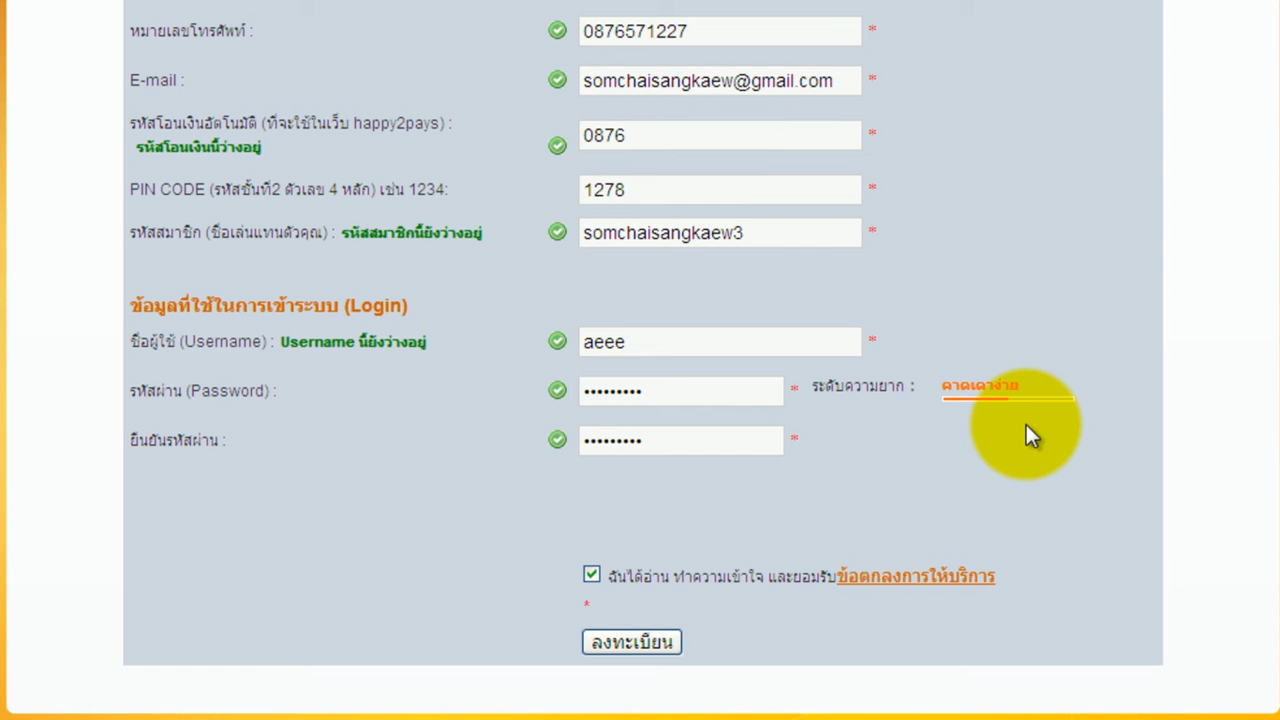 หมายเลขโทรศัพท์ : 0876571227 *
E-mail : somchaisangkaew@gmail.com *
รหัสโอนเงินอัตโนมัติ (ที่จะใช้ในเว็บ happy2pays) : 0876 *
รหัสโอนเงินนี้ว่างอยู่
PIN CODE (รหัสชั้นที่2 ตัวเลข 4 หลัก) เช่น 1234: 1278 *
รหัสสมาชิก (ชื่อเล่นแทนตัวคุณ) : รหัสสมาชิกนี้ยังว่างอยู่ somchaisangkaew3 *
ข้อมูลที่ใช้ในการเข้าระบบ (Login)
ชื่อผู้ใช้ (Username) : Username นี้ยังว่างอยู่ aeee *
รหัสผ่าน (Password) : ••••••••• * ระดับความยาก : คาดเดาง่าย
ยืนยันรหัสผ่าน : ••••••••• *
ฉันได้อ่าน ทำความเข้าใจ และยอมรับข้อตกลงการให้บริการ
*
ลงทะเบียน